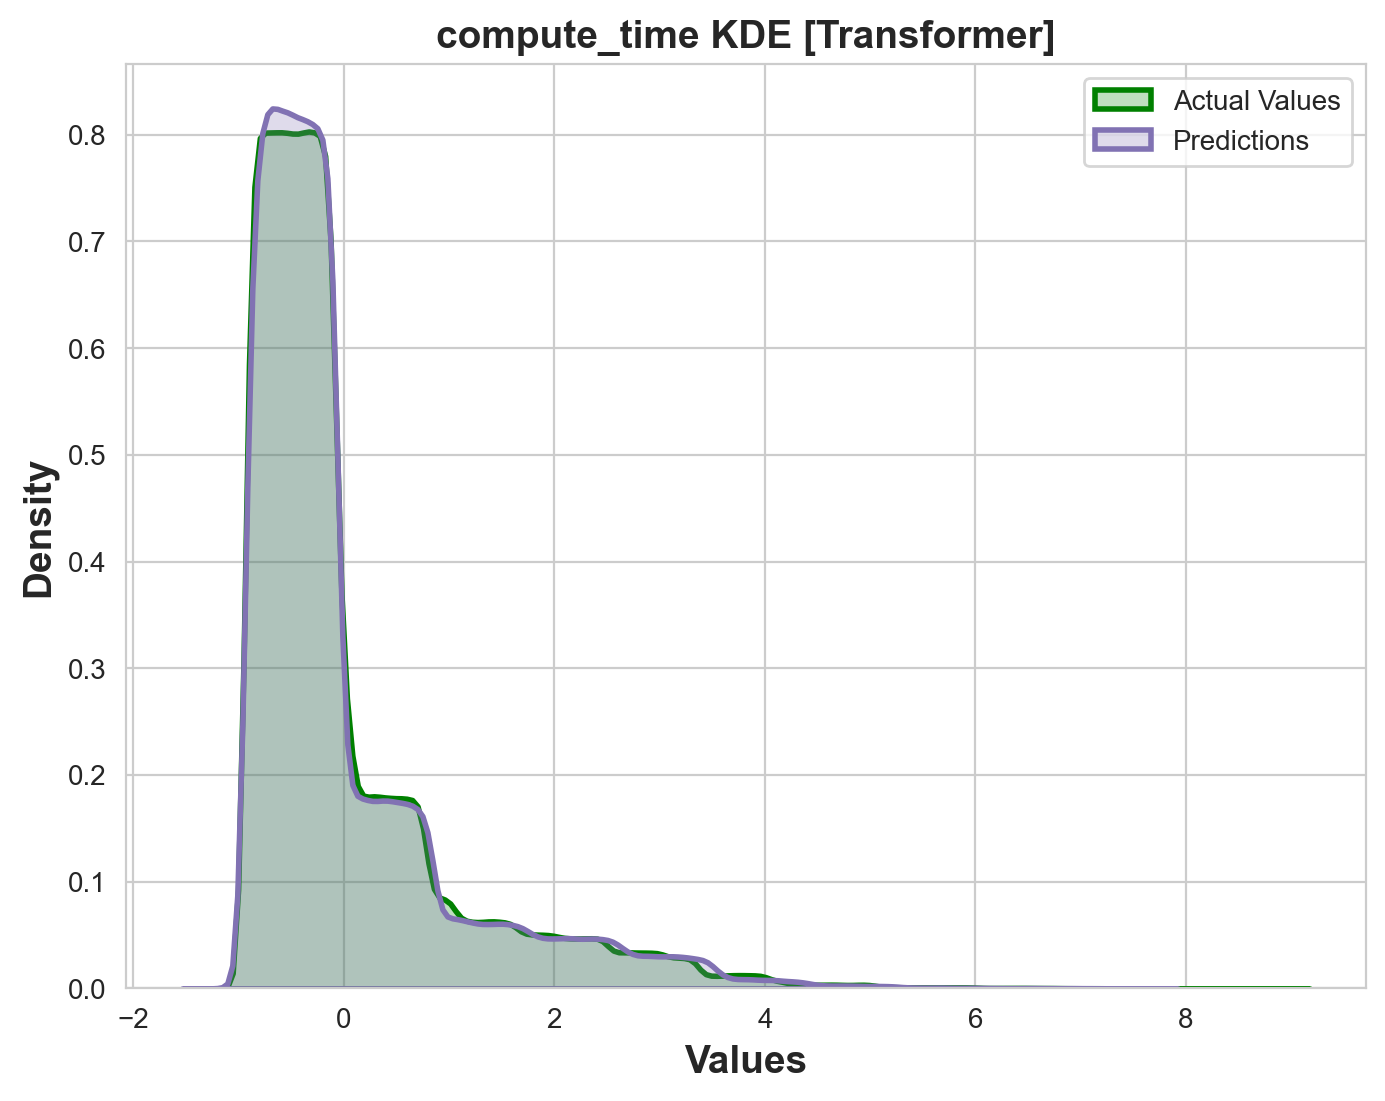 compute_time KDE [Transformer]
Actual Values
Predictions
0.8
0.7
0.6
0.5
0.4
0.3
0.2
0.1
0.0
Density
−2 0 2 4 6 8
Values